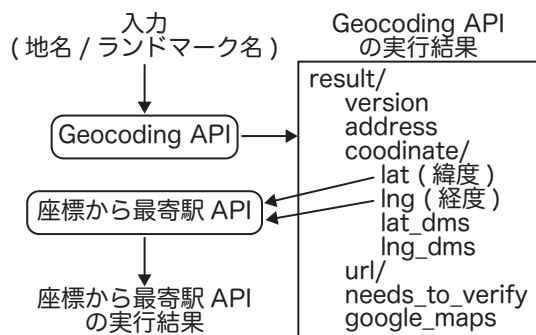 入力
( 地名 / ランドマーク名 )
Geocoding API
座標から最寄駅 API
座標から最寄駅 API
の実行結果
Geocoding API
の実行結果
result/
version
address
coodinate/
lat ( 緯度 )
lng ( 経度 )
lat_dms
lng_dms
url/
needs_to_verify
google_maps